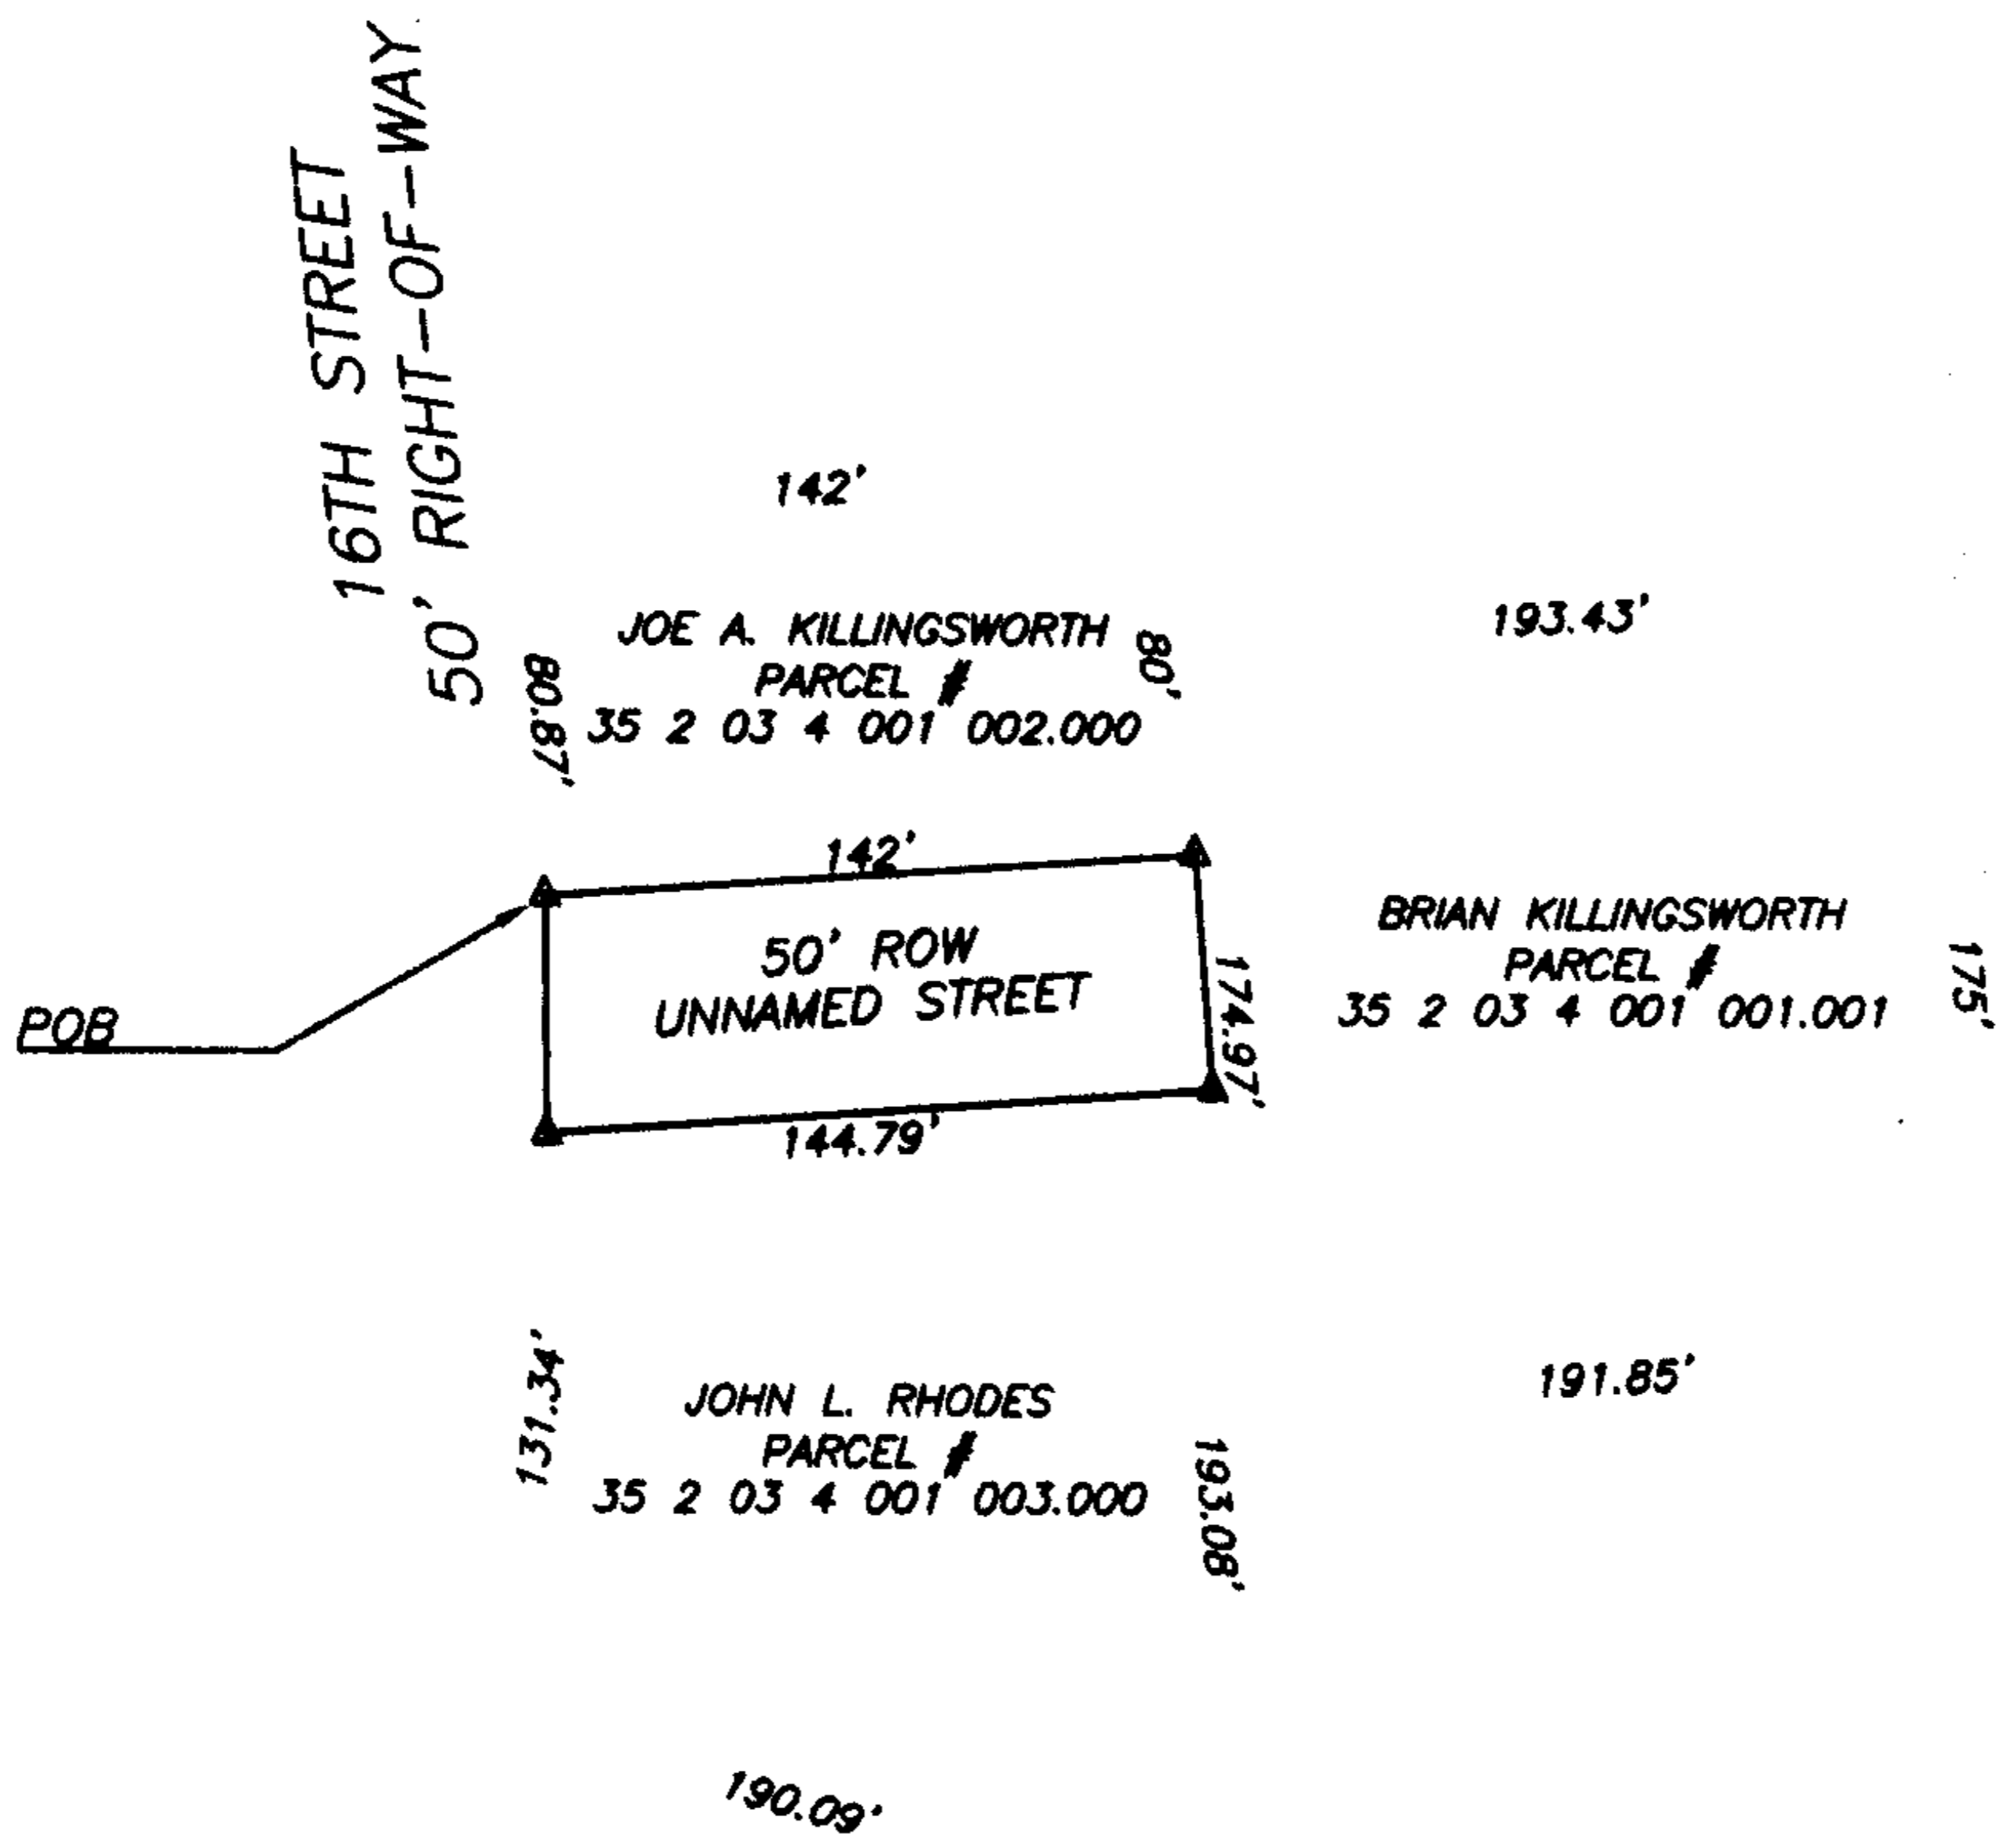 16TH STREET
50' RIGHT-OF-WAY
142'
JOE A. KILLINGSWORTH
PARCEL #
35 2 03 4 001 002.000
80.87'
80'
193.43'
142'
50' ROW
UNNAMED STREET
POB
174.97'
144.79'
BRIAN KILLINGSWORTH
PARCEL #
35 2 03 4 001 001.001
175'
131.34'
JOHN L. RHODES
PARCEL #
35 2 03 4 001 003.000
193.08'
191.85'
190.09'